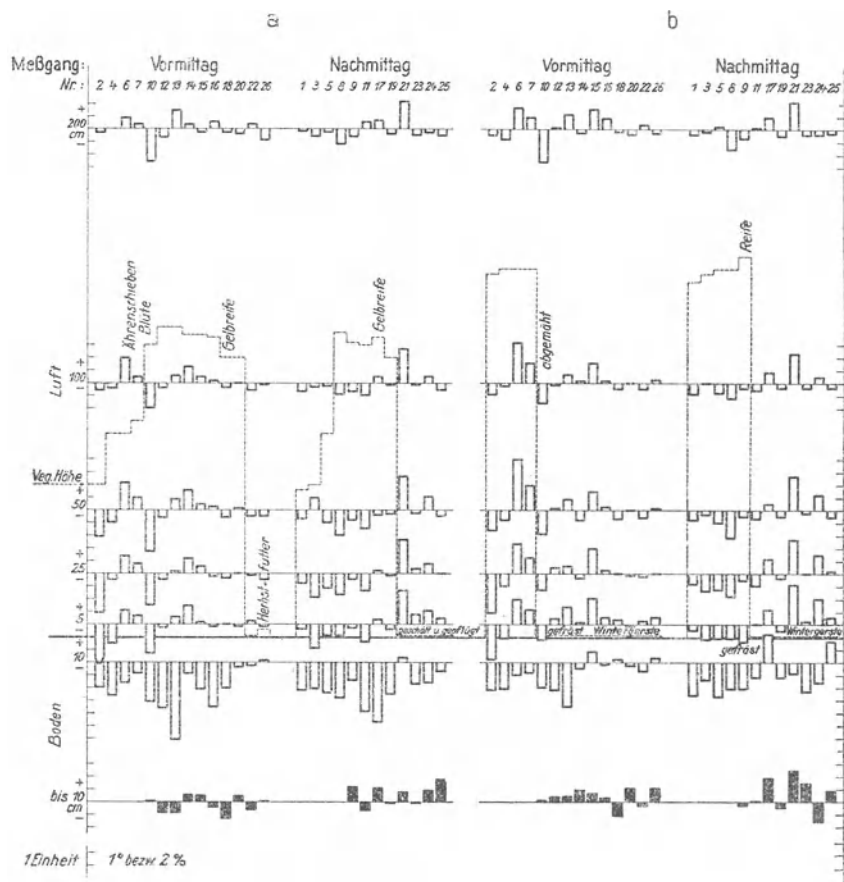 a b
Meßgang: Vormittag Nachmittag Vormittag Nachmittag
Nr.: 2 4 6 7 10 12 13 14 15 16 18 20 22 26 1 3 5 8 9 11 17 19 21 23 24 25 2 4 6 7 10 12 13 14 15 16 18 20 22 26 1 3 5 8 9 11 17 19 21 23 24 25
+
200
cm
−
Reife
Ährenschieben
Blüte
Gelbreife
Gelbreife
abgemäht
Luft
+
100
−
Veg. Höhe
+
50
−
+
25
−
Herbst-Futter
+
5
−
geschält u. gepflügt
gefräst Wintergerste
Wintergerste
gefräst
+
10
−
Boden
+
bis 10
cm
−
1 Einheit 1° bezw. 2 %